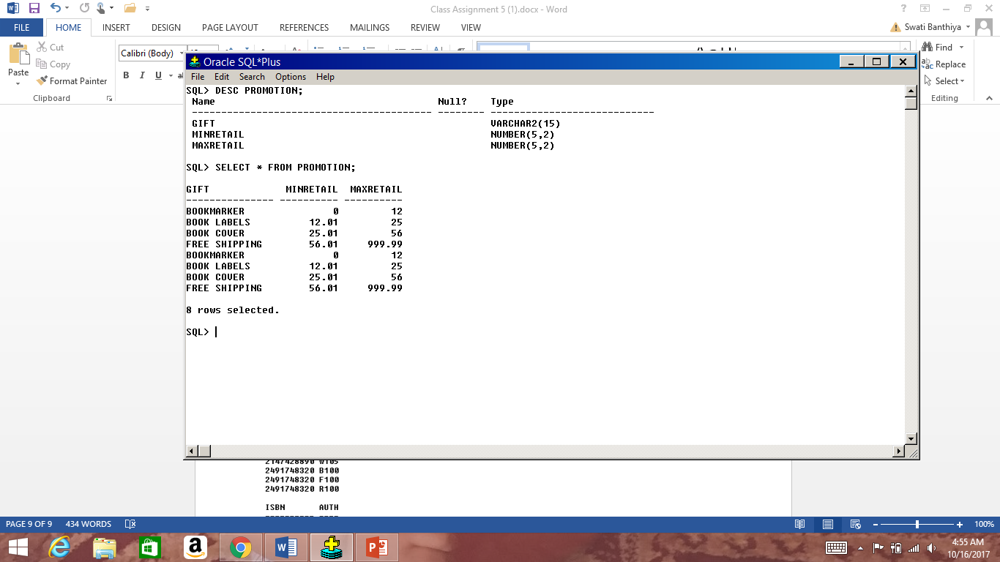 Class Assignment 5 (1).docx - Word
FILE HOME INSERT DESIGN PAGE LAYOUT REFERENCES MAILINGS REVIEW VIEW
Swati Banthiya
Paste
Cut
Copy
Format Painter
Clipboard
Calibri (Body)
B I U
Find
Replace
Select
Editing
Oracle SQL*Plus
File Edit Search Options Help
SQL> DESC PROMOTION;
Name Null? Type
----------------------------------------- -------- ----------------------------
GIFT VARCHAR2(15)
MINRETAIL NUMBER(5,2)
MAXRETAIL NUMBER(5,2)
SQL> SELECT * FROM PROMOTION;
GIFT MINRETAIL MAXRETAIL
--------------- ---------- ----------
BOOKMARKER 0 12
BOOK LABELS 12.01 25
BOOK COVER 25.01 56
FREE SHIPPING 56.01 999.99
BOOKMARKER 0 12
BOOK LABELS 12.01 25
BOOK COVER 25.01 56
FREE SHIPPING 56.01 999.99
8 rows selected.
SQL>
2147428890 W105
2491748320 B100
2491748320 F100
2491748320 R100
ISBN AUTH
PAGE 9 OF 9 434 WORDS
100%
4:55 AM
10/16/2017